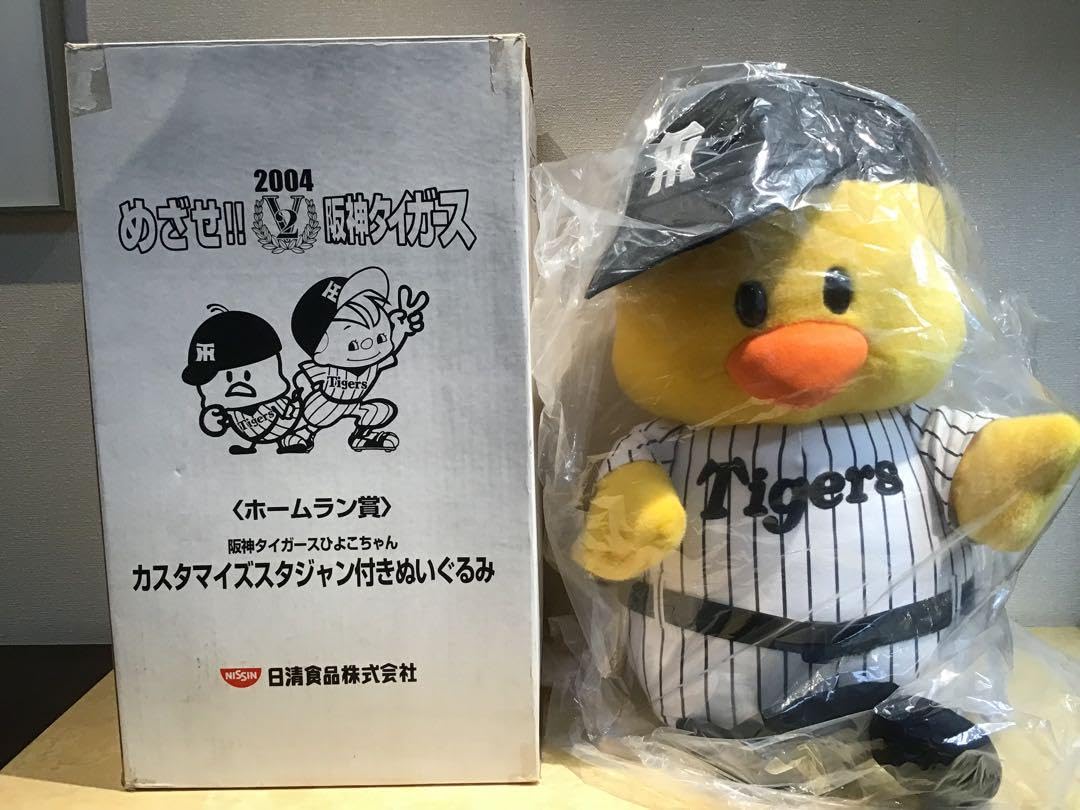 2004
めざせ!! V2 阪神タイガース
Tigers
Tigers
〈ホームラン賞〉
阪神タイガースひよこちゃん
カスタマイズスタジャン付きぬいぐるみ
NISSIN 日清食品株式会社
Tigers